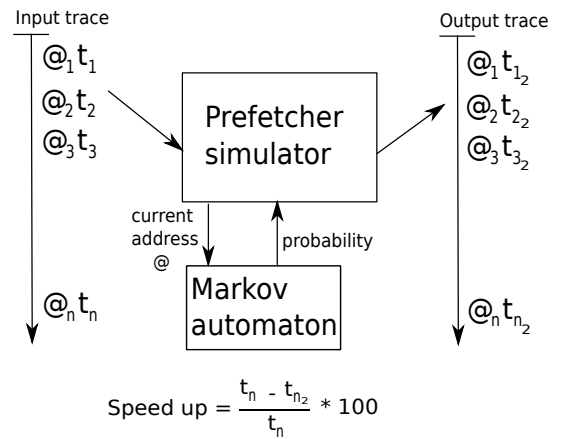 Input trace
@₁t₁
@₂t₂
@₃t₃
@ₙtₙ
Prefetcher
simulator
current
address
@
probability
Markov
automaton
Output trace
@₁t₁₂
@₂t₂₂
@₃t₃₂
@ₙtₙ₂
Speed up = (tₙ - tₙ₂) / tₙ * 100